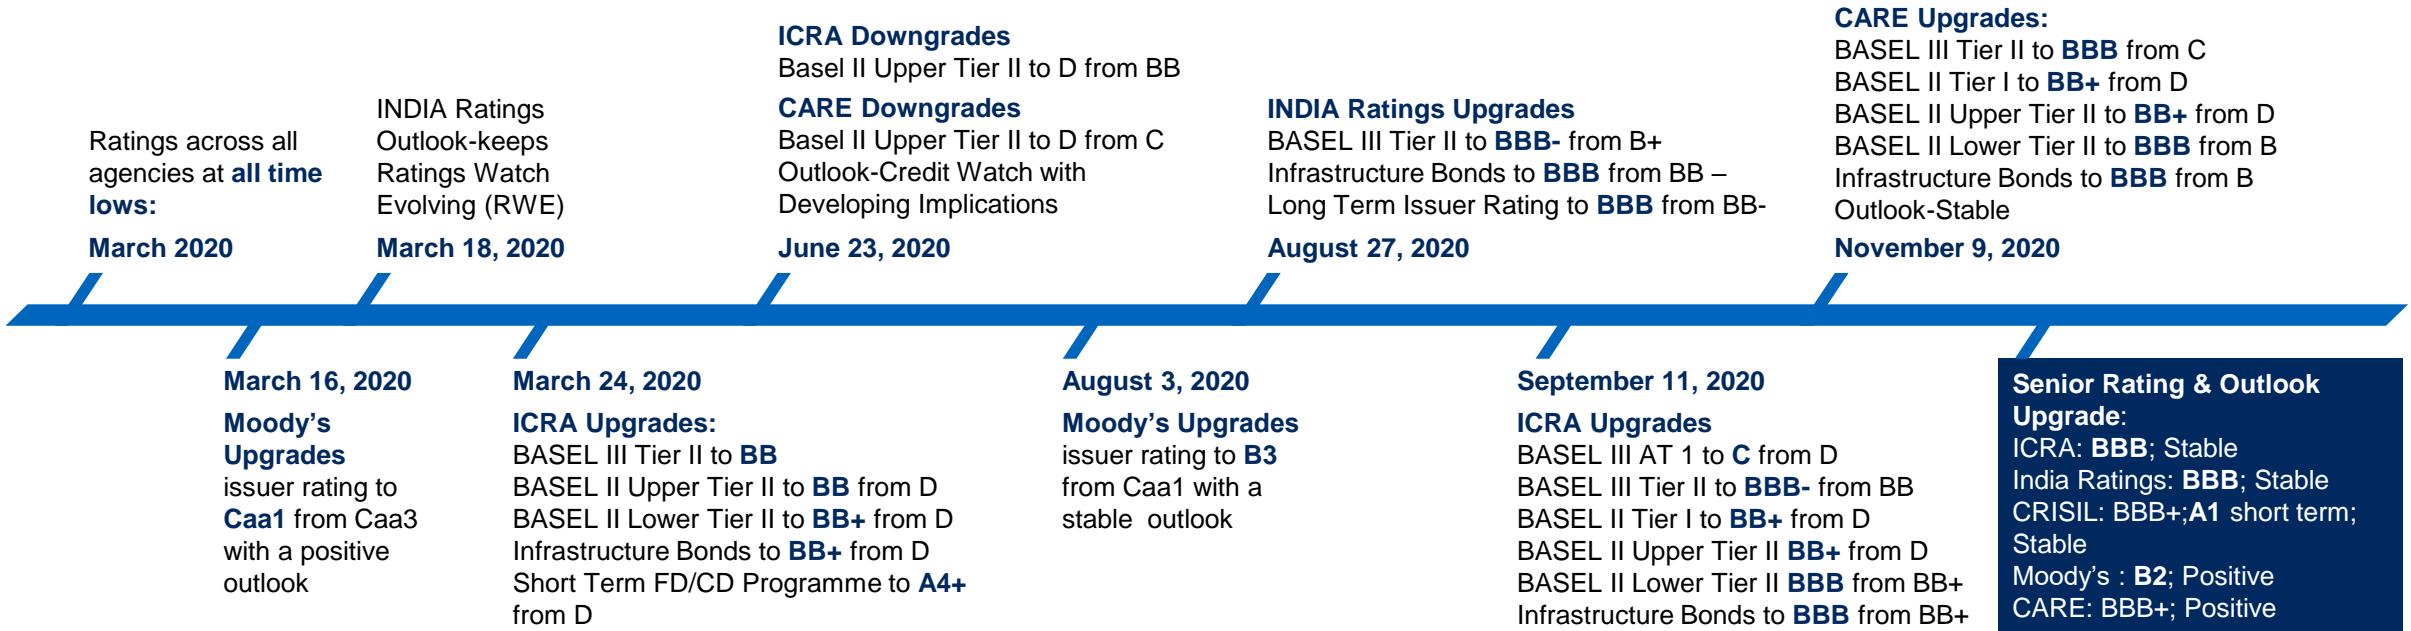 Ratings across all
agencies at all time
lows:
March 2020
INDIA Ratings
Outlook-keeps
Ratings Watch
Evolving (RWE)
March 18, 2020
ICRA Downgrades
Basel II Upper Tier II to D from BB
CARE Downgrades
Basel II Upper Tier II to D from C
Outlook-Credit Watch with
Developing Implications
June 23, 2020
INDIA Ratings Upgrades
BASEL III Tier II to BBB- from B+
Infrastructure Bonds to BBB from BB –
Long Term Issuer Rating to BBB from BB-
August 27, 2020
CARE Upgrades:
BASEL III Tier II to BBB from C
BASEL II Tier I to BB+ from D
BASEL II Upper Tier II to BB+ from D
BASEL II Lower Tier II to BBB from B
Infrastructure Bonds to BBB from B
Outlook-Stable
November 9, 2020
March 16, 2020
Moody’s
Upgrades
issuer rating to
Caa1 from Caa3
with a positive
outlook
March 24, 2020
ICRA Upgrades:
BASEL III Tier II to BB
BASEL II Upper Tier II to BB from D
BASEL II Lower Tier II to BB+ from D
Infrastructure Bonds to BB+ from D
Short Term FD/CD Programme to A4+
from D
August 3, 2020
Moody’s Upgrades
issuer rating to B3
from Caa1 with a
stable outlook
September 11, 2020
ICRA Upgrades
BASEL III AT 1 to C from D
BASEL III Tier II to BBB- from BB
BASEL II Tier I to BB+ from D
BASEL II Upper Tier II BB+ from D
BASEL II Lower Tier II BBB from BB+
Infrastructure Bonds to BBB from BB+
Senior Rating & Outlook
Upgrade:
ICRA: BBB; Stable
India Ratings: BBB; Stable
CRISIL: BBB+;A1 short term;
Stable
Moody’s : B2; Positive
CARE: BBB+; Positive